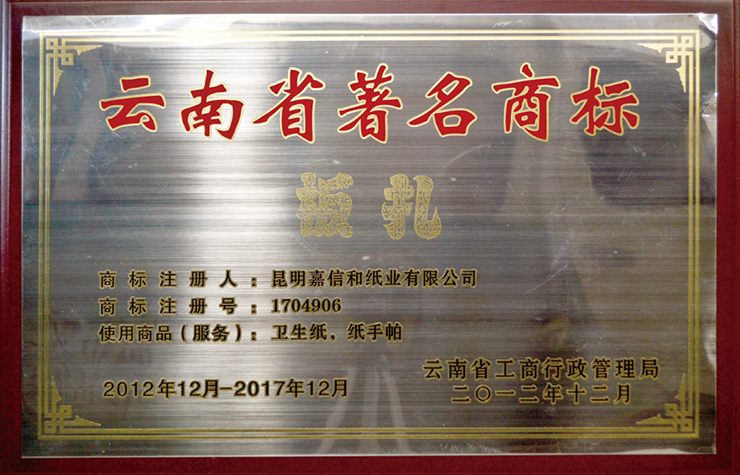 云南省著名商标
版扎
商标注册人：昆明嘉信和纸业有限公司
商标注册号：1704906
使用商品（服务）：卫生纸，纸手帕
云南省工商行政管理局
2012年12月－2017年12月
二〇一二年十二月